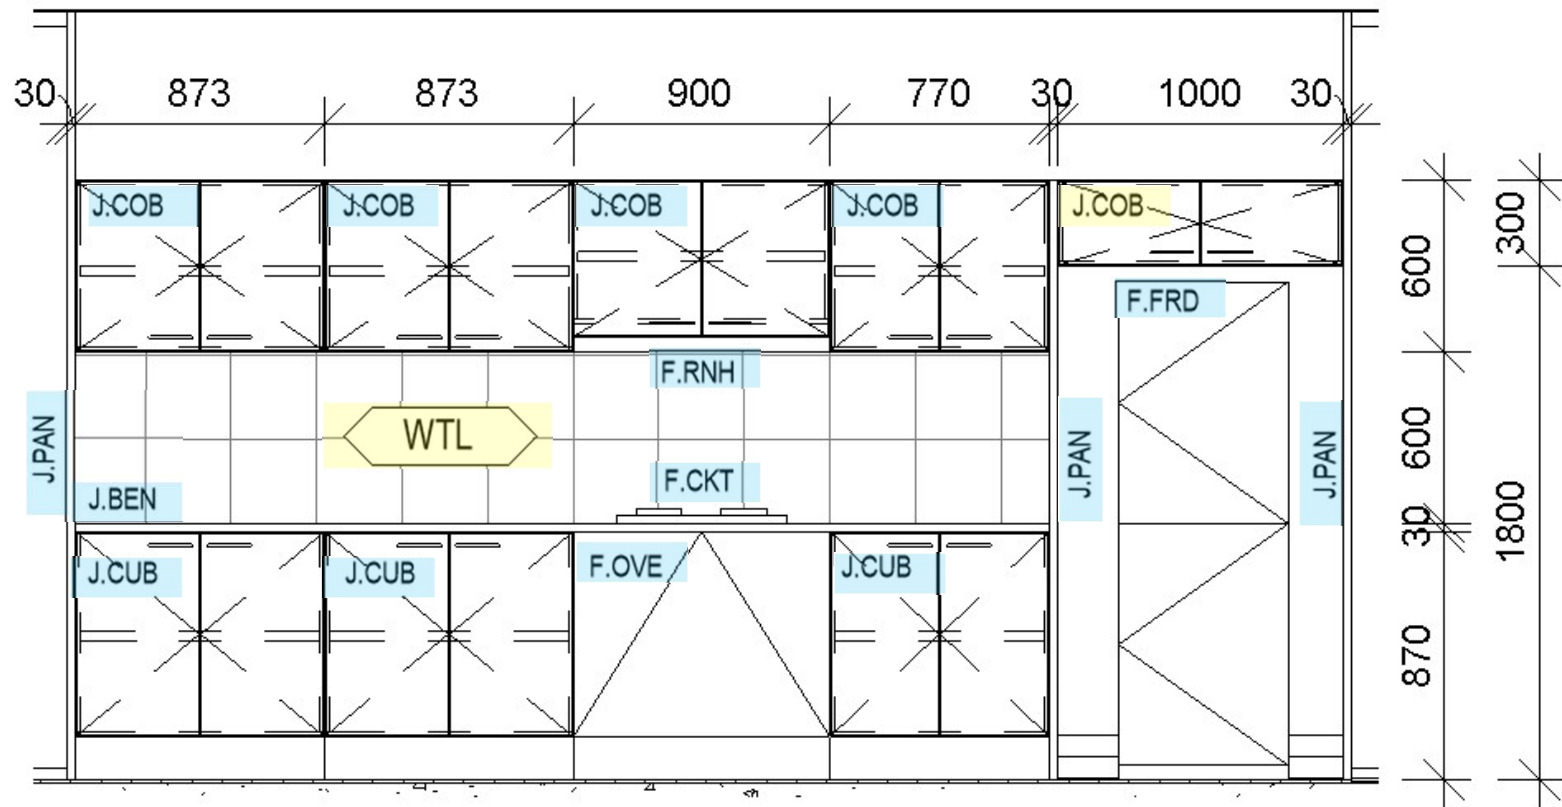 30 873 873 900 770 30 1000 30
J.COB J.COB J.COB J.COB J.COB
600 300
F.FRD
F.RNH
J.PAN WTL J.PAN J.PAN 600
F.CKT
J.BEN
30 1800
J.CUB J.CUB F.OVE J.CUB
870